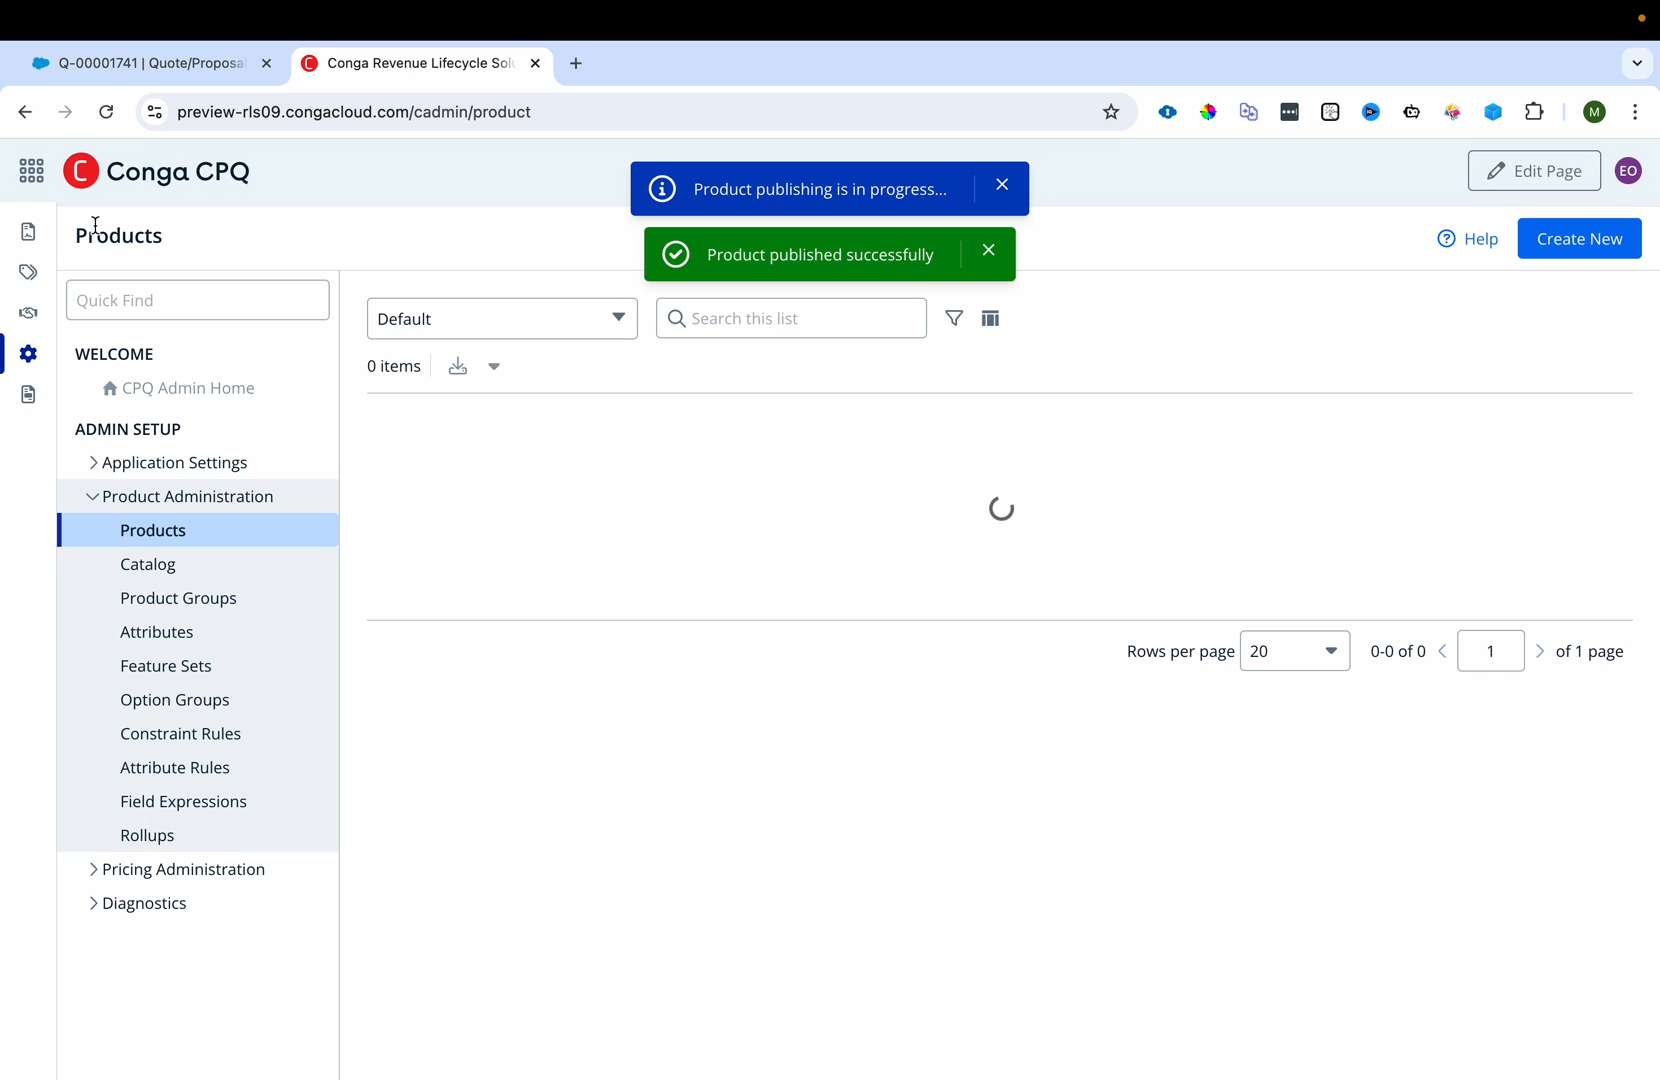 Q-00001741 | Quote/Proposal
Conga Revenue Lifecycle Solu
preview-rls09.congacloud.com/cadmin/product
M
C Conga CPQ
Product publishing is in progress...
Edit Page
EO
Products
Product published successfully
Help
Create New
Quick Find
Default
Search this list
WELCOME
0 items
CPQ Admin Home
ADMIN SETUP
Application Settings
Product Administration
Products
Catalog
Product Groups
Attributes
Feature Sets
Option Groups
Constraint Rules
Attribute Rules
Field Expressions
Rollups
Pricing Administration
Diagnostics
Rows per page 20 0-0 of 0 1 of 1 page